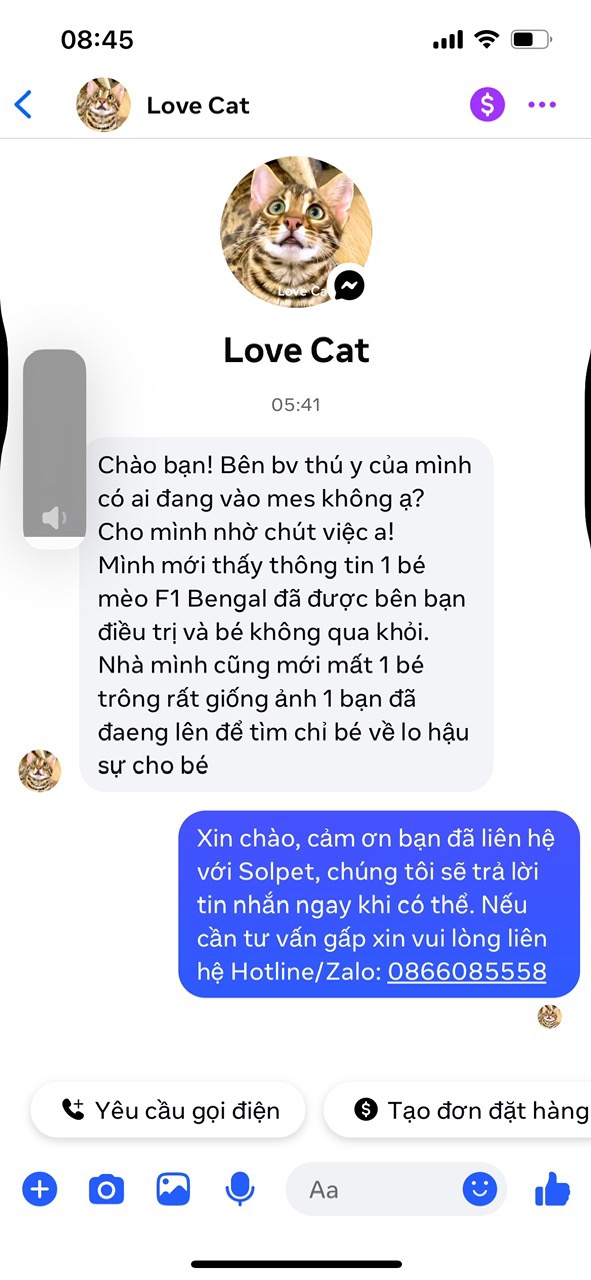 08:45
Love Cat
Love Cat
05:41
Chào bạn! Bên bv thú y của mình
có ai đang vào mes không ạ?
Cho mình nhờ chút việc a!
Mình mới thấy thông tin 1 bé
mèo F1 Bengal đã được bên bạn
điều trị và bé không qua khỏi.
Nhà mình cũng mới mất 1 bé
trông rất giống ảnh 1 bạn đã
đaeng lên để tìm chỉ bé về lo hậu
sự cho bé
Xin chào, cảm ơn bạn đã liên hệ
với Solpet, chúng tôi sẽ trả lời
tin nhắn ngay khi có thể. Nếu
cần tư vấn gấp xin vui lòng liên
hệ Hotline/Zalo: 0866085558
Yêu cầu gọi điện
Tạo đơn đặt hàng
Aa